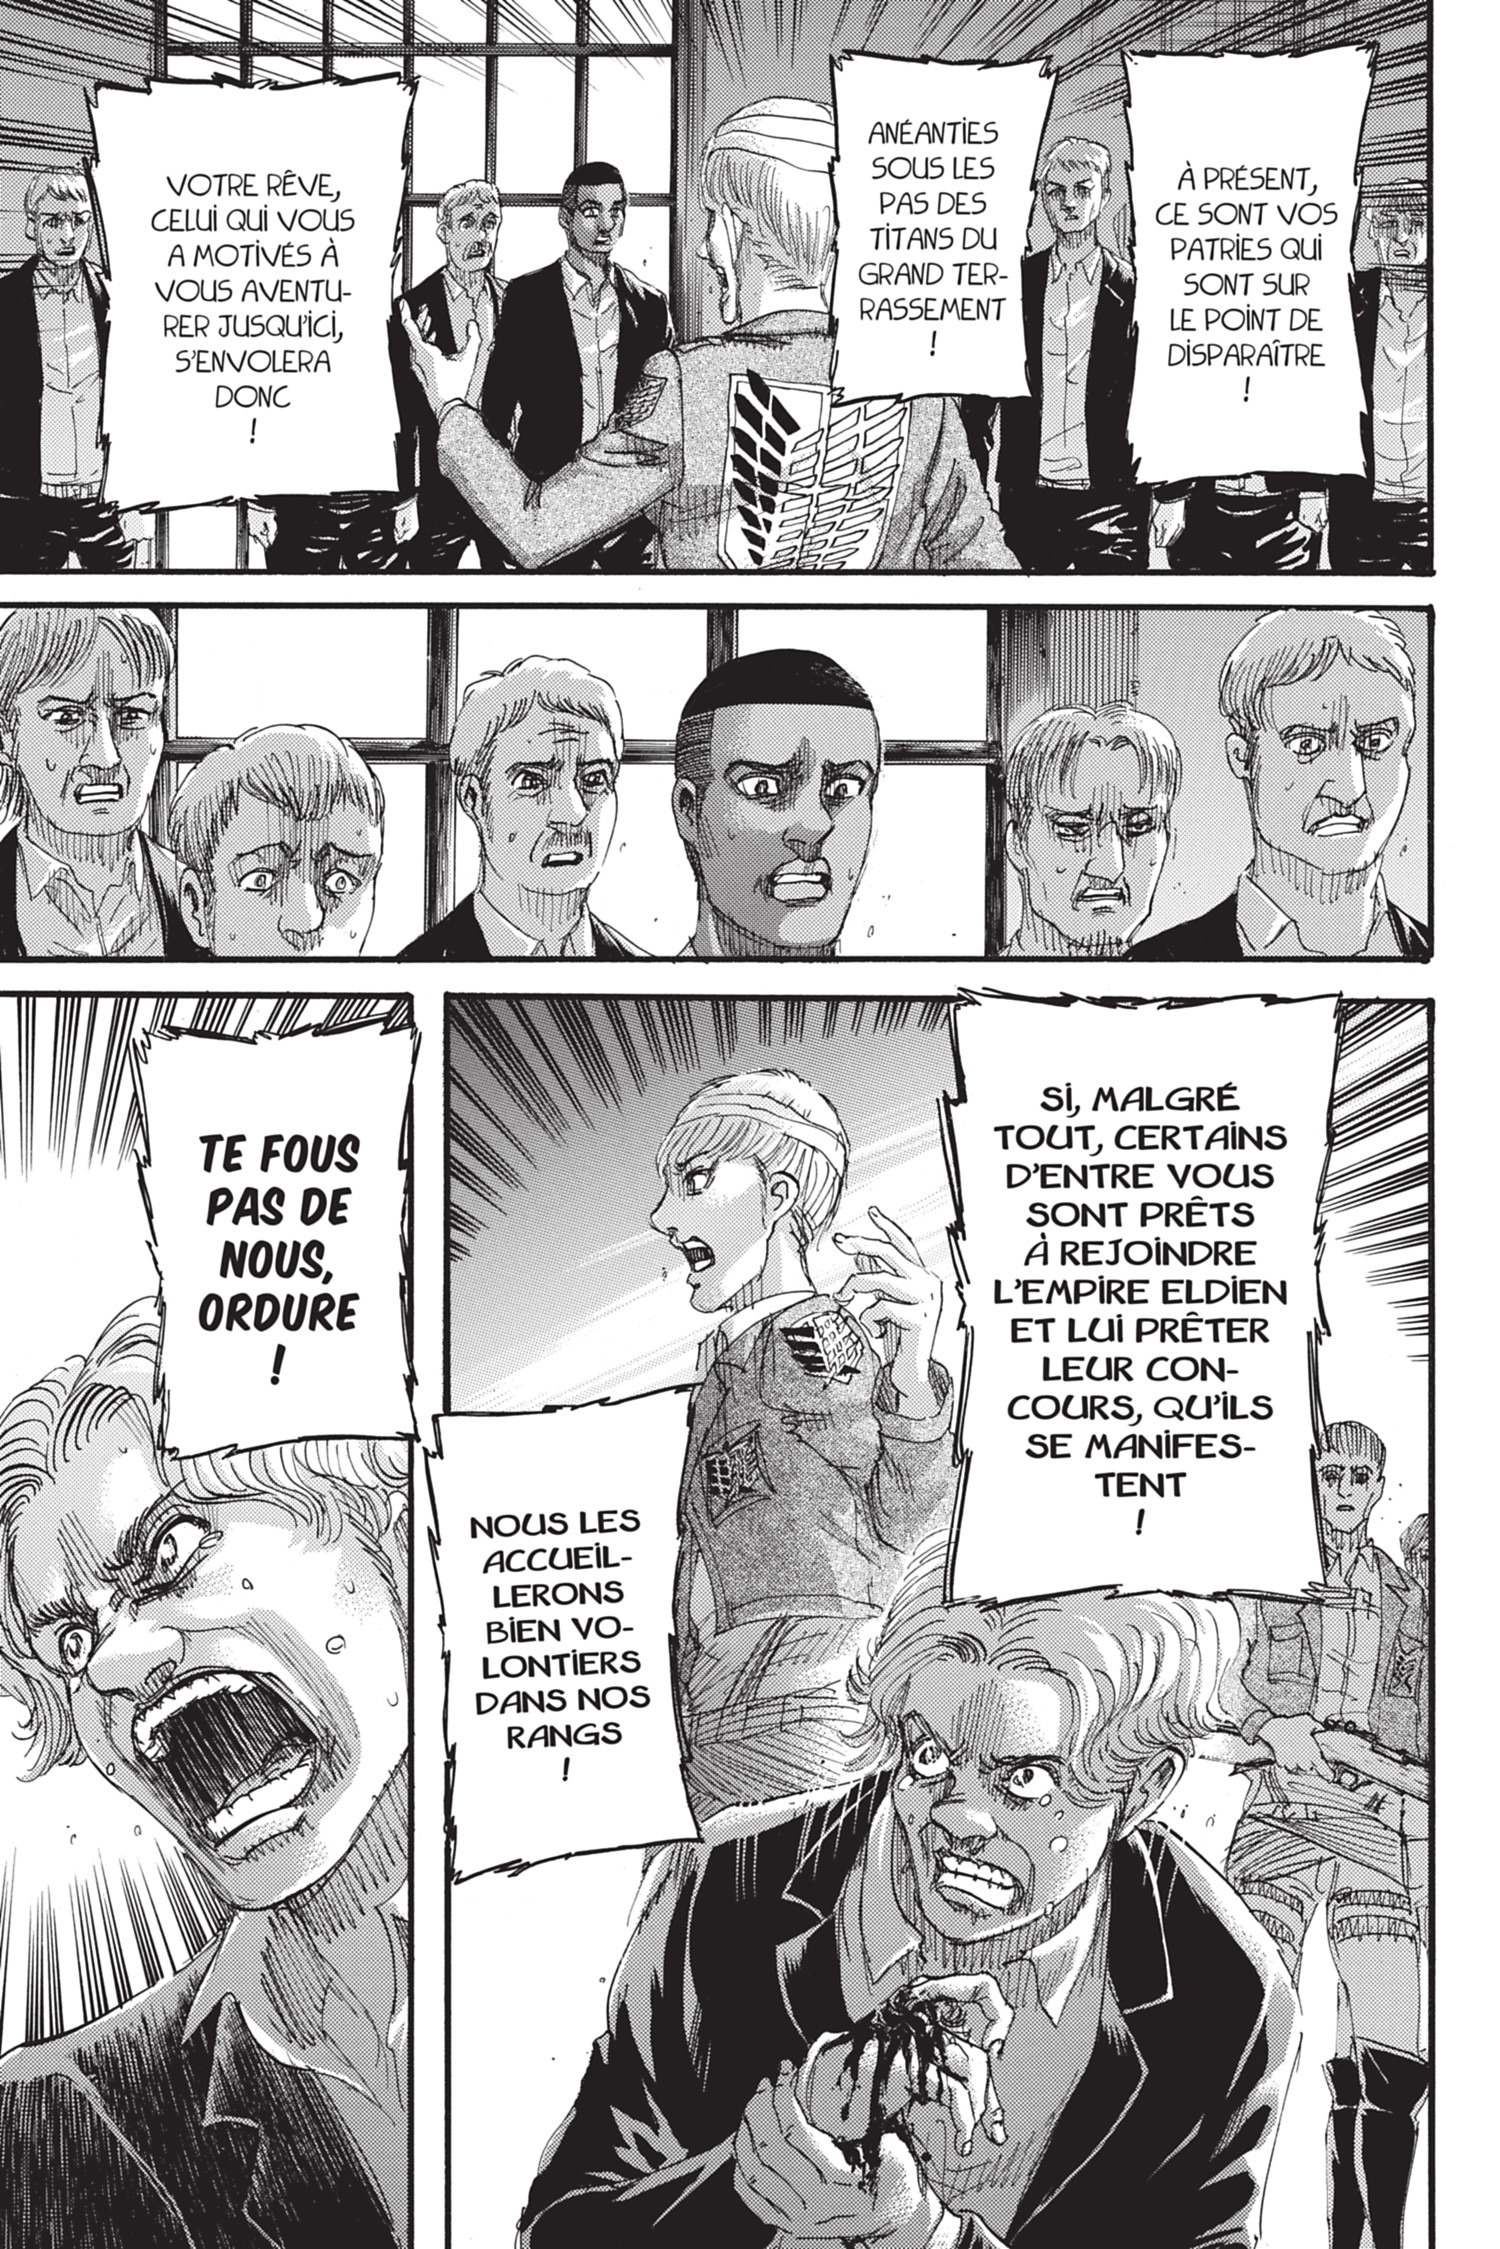 À PRÉSENT,
CE SONT VOS
PATRIES QUI
SONT SUR
LE POINT DE
DISPARAÎTRE
!
ANÉANTIES
SOUS LES
PAS DES
TITANS DU
GRAND TER-
RASSEMENT
!
VOTRE RÊVE,
CELUI QUI VOUS
A MOTIVÉS À
VOUS AVENTU-
RER JUSQU'ICI,
S'ENVOLERA
DONC
!
SI, MALGRÉ
TOUT, CERTAINS
D'ENTRE VOUS
SONT PRÊTS
À REJOINDRE
L'EMPIRE ELDIEN
ET LUI PRÊTER
LEUR CON-
COURS, QU'ILS
SE MANIFES-
TENT
!
NOUS LES
ACCUEIL-
LERONS
BIEN VO-
LONTIERS
DANS NOS
RANGS
!
TE FOUS
PAS DE
NOUS,
ORDURE
!